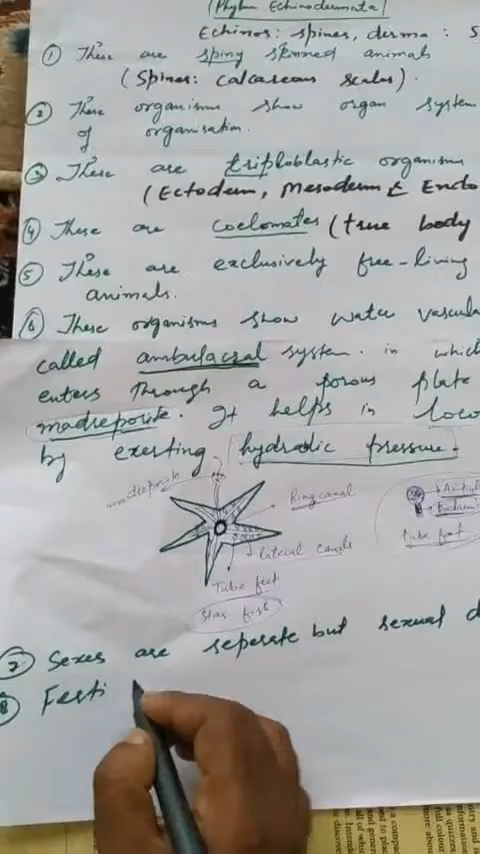 (Phylum Echinodermata)
Echinos: spines, derma: S
① These are spiny skinned animals
(Spines: calcareous scales).
② These organisms show organ system
of organisation.
③ These are triploblastic organisms
(Ectoderm, Mesoderm & Endo
④ These are coelomates (true body
⑤ These are exclusively free-living
animals.
⑥ These organisms show water vascula
called ambulacral system. in which
enters through a porous plate
madreporite. It helps in loco
by exerting hydraulic pressure.
madreporite
Ring canal
lateral canals
Tube feet
Star fish
Tube feet
⑦ Sexes are seperate but sexual d
⑧ Ferti